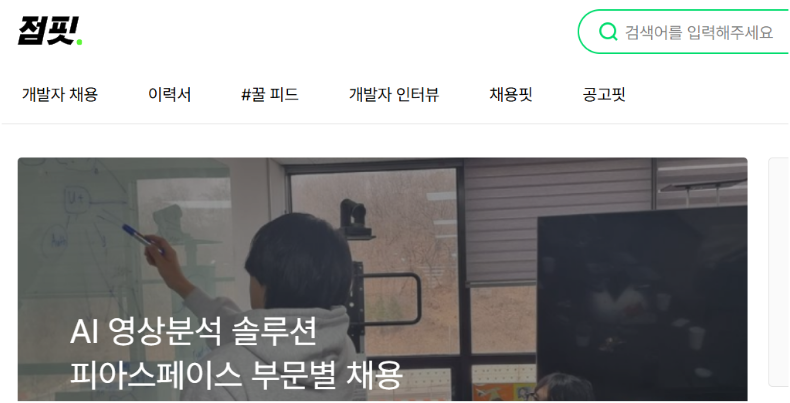 점핏.
검색어를 입력해주세요
개발자 채용 이력서 #꿀 피드 개발자 인터뷰 채용핏 공고핏
AI 영상분석 솔루션
피아스페이스 부문별 채용